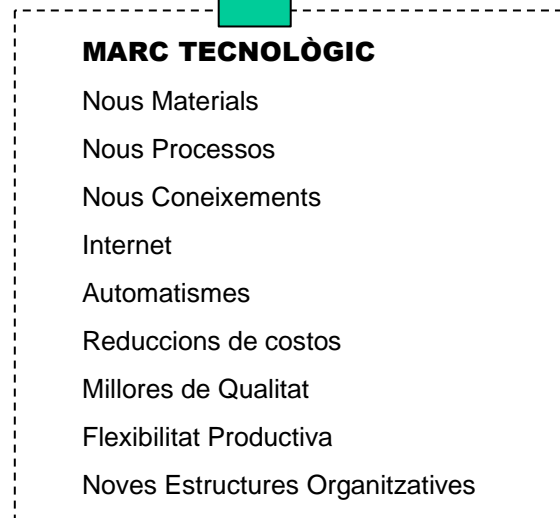 MARC TECNOLÒGIC
Nous Materials
Nous Processos
Nous Coneixements
Internet
Automatismes
Reduccions de costos
Millores de Qualitat
Flexibilitat Productiva
Noves Estructures Organitzatives